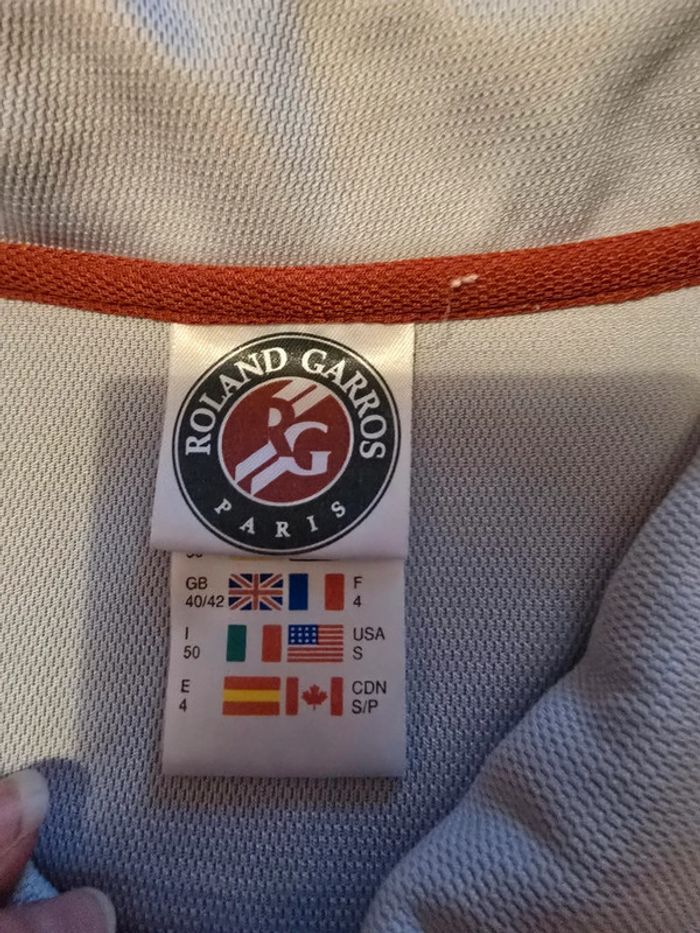 ROLAND GARROS
RG
PARIS
GB F
40/42 4
I USA
50 S
E CDN
4 S/P